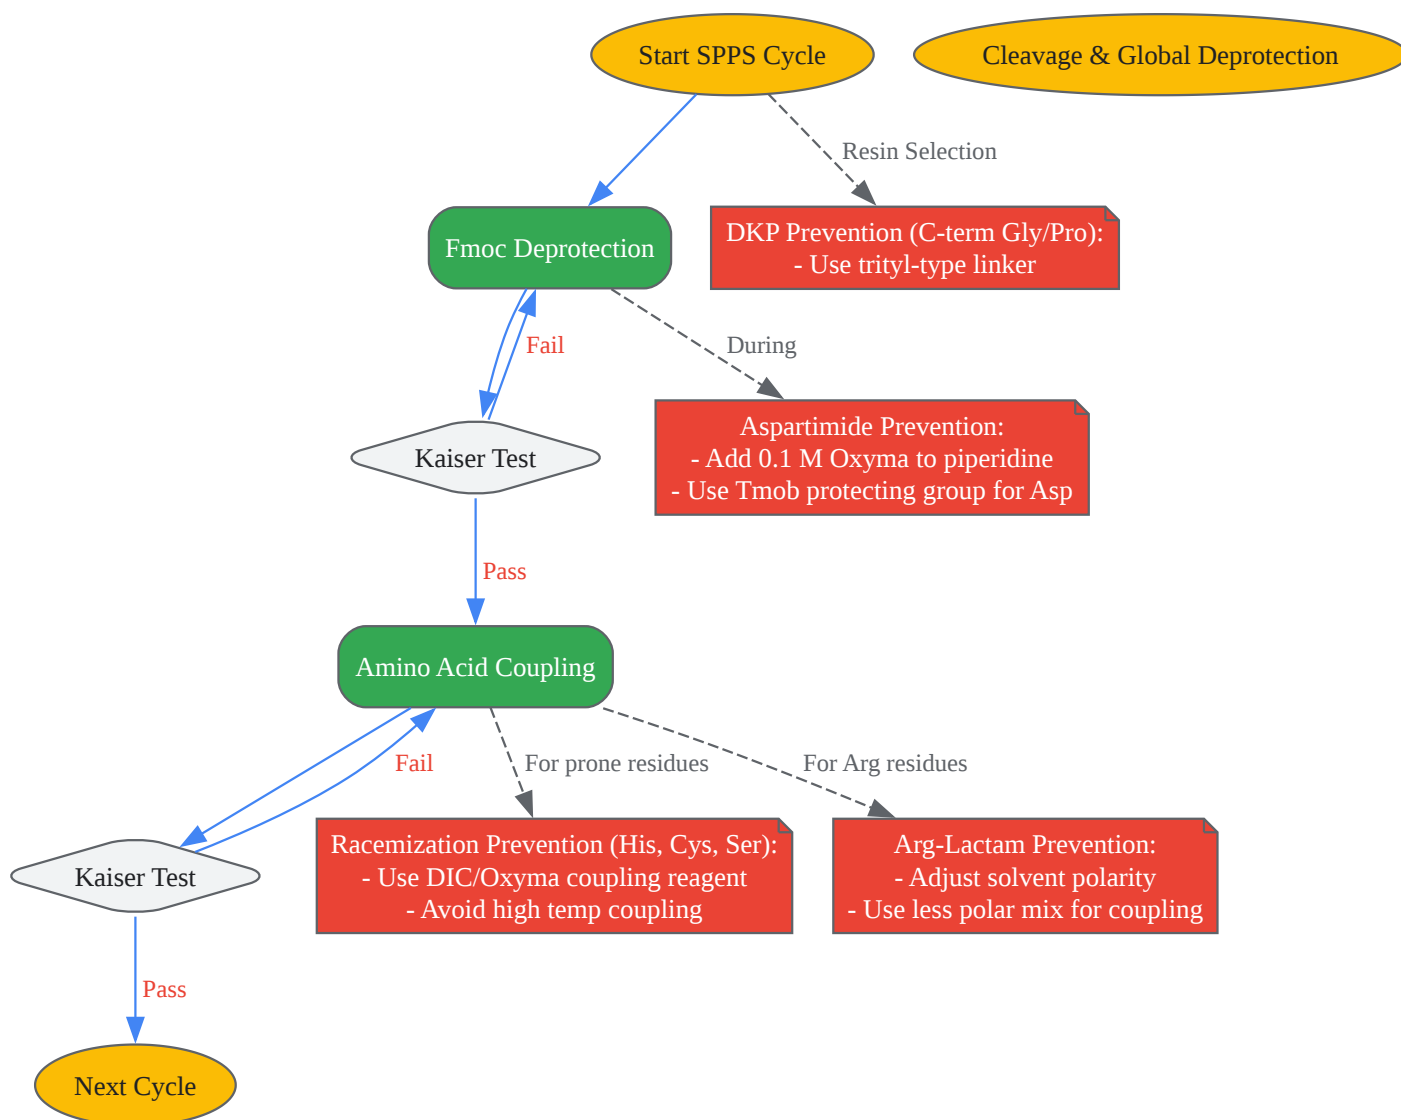 Start SPPS Cycle
Cleavage & Global Deprotection
Resin Selection
Fmoc Deprotection
DKP Prevention (C-term Gly/Pro):
- Use trityl-type linker
Fail
During
Aspartimide Prevention:
- Add 0.1 M Oxyma to piperidine
- Use Tmob protecting group for Asp
Kaiser Test
Pass
Amino Acid Coupling
Fail
For prone residues
For Arg residues
Kaiser Test
Racemization Prevention (His, Cys, Ser):
- Use DIC/Oxyma coupling reagent
- Avoid high temp coupling
Arg-Lactam Prevention:
- Adjust solvent polarity
- Use less polar mix for coupling
Pass
Next Cycle